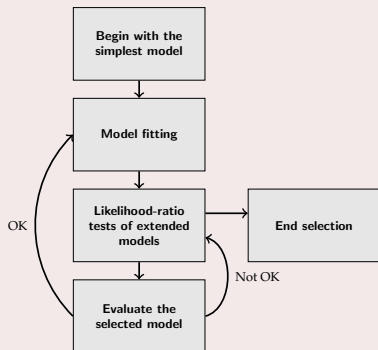 Begin with the
simplest model
Model fitting
OK
Likelihood-ratio
tests of extended
models
End selection
Not OK
Evaluate the
selected model